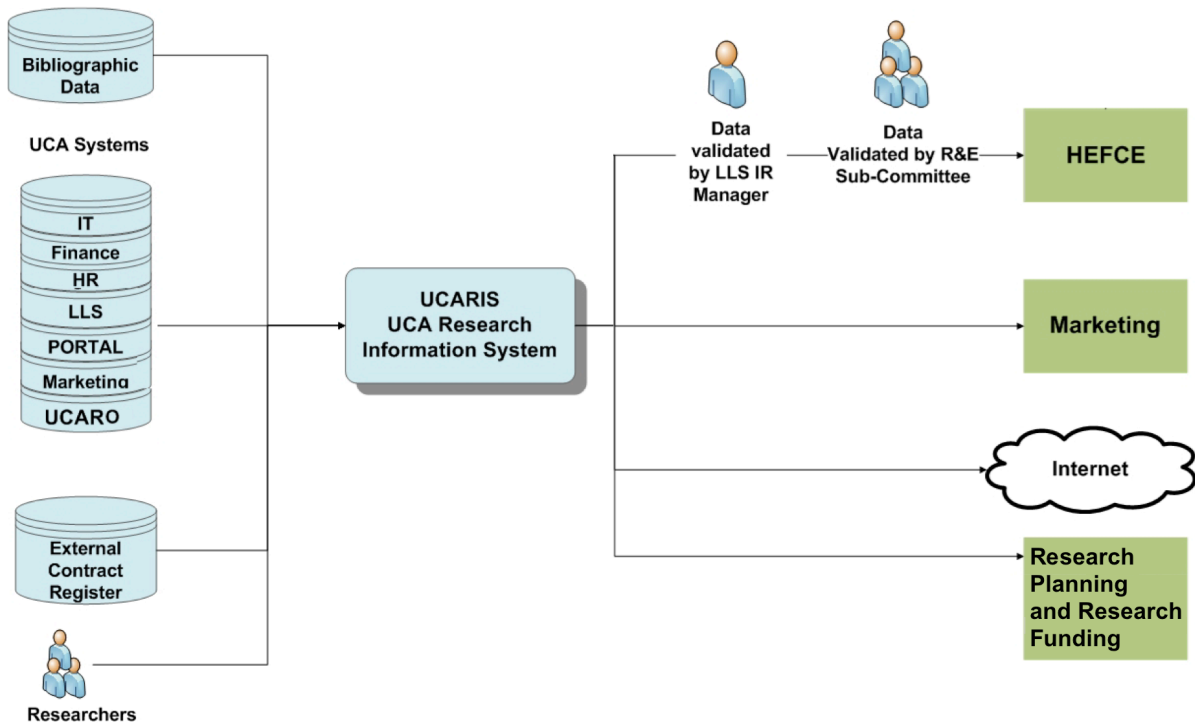 Bibliographic
Data
UCA Systems
IT
Finance
HR
LLS
PORTAL
Marketing
UCARO
External
Contract
Register
Researchers
UCARIS
UCA Research
Information System
Data
validated
by LLS IR
Manager
Data
Validated by R&E
Sub-Committee
HEFCE
Marketing
Internet
Research
Planning
and Research
Funding